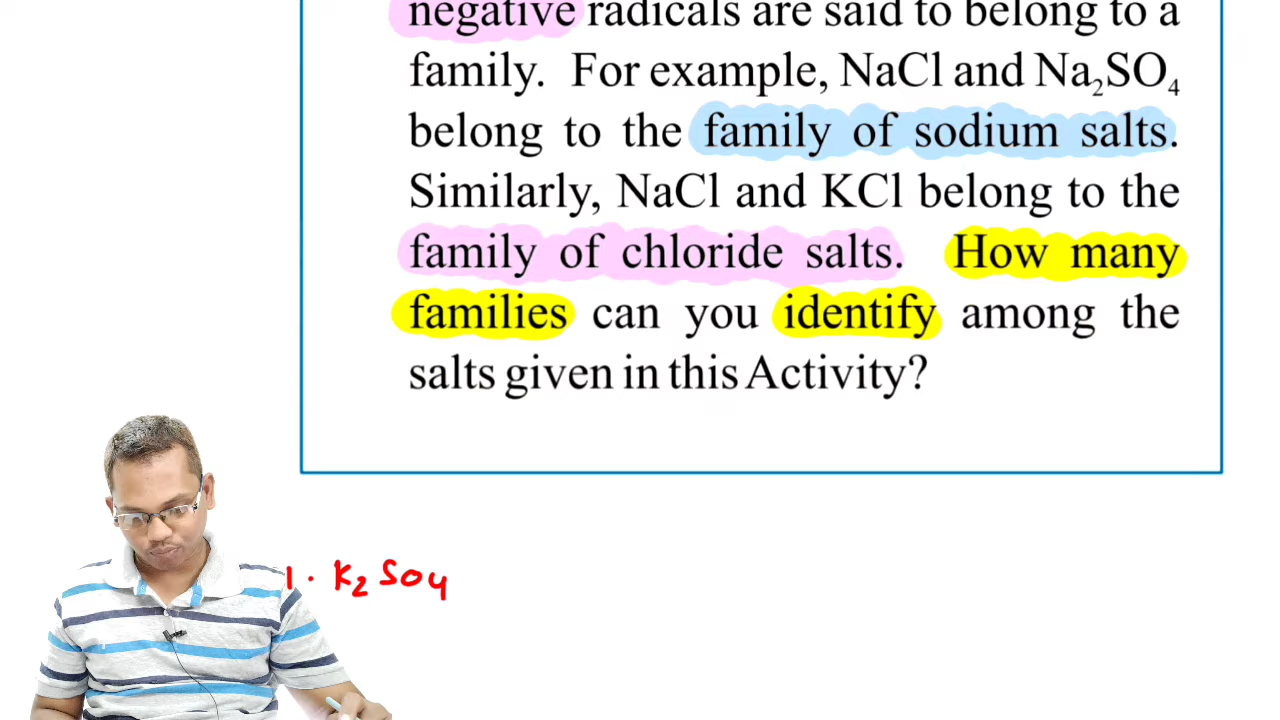 negative radicals are said to belong to a
family. For example, NaCl and Na₂SO₄
belong to the family of sodium salts.
Similarly, NaCl and KCl belong to the
family of chloride salts. How many
families can you identify among the
salts given in this Activity?
1. K₂SO₄